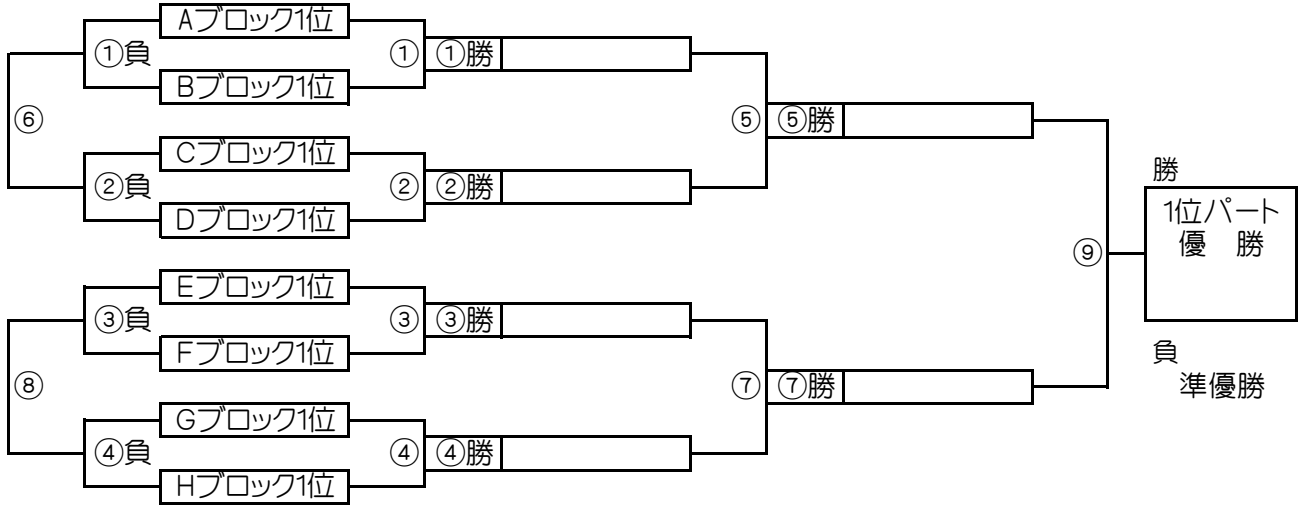 Aブロック1位
①負 ① ①勝
Bブロック1位
⑥ ⑤ ⑤勝
Cブロック1位
②負 ② ②勝
Dブロック1位
勝
1位パート
優 勝
⑨
Eブロック1位
③負 ③ ③勝
Fブロック1位
負
⑧ ⑦ ⑦勝
準優勝
Gブロック1位
④負 ④ ④勝
Hブロック1位